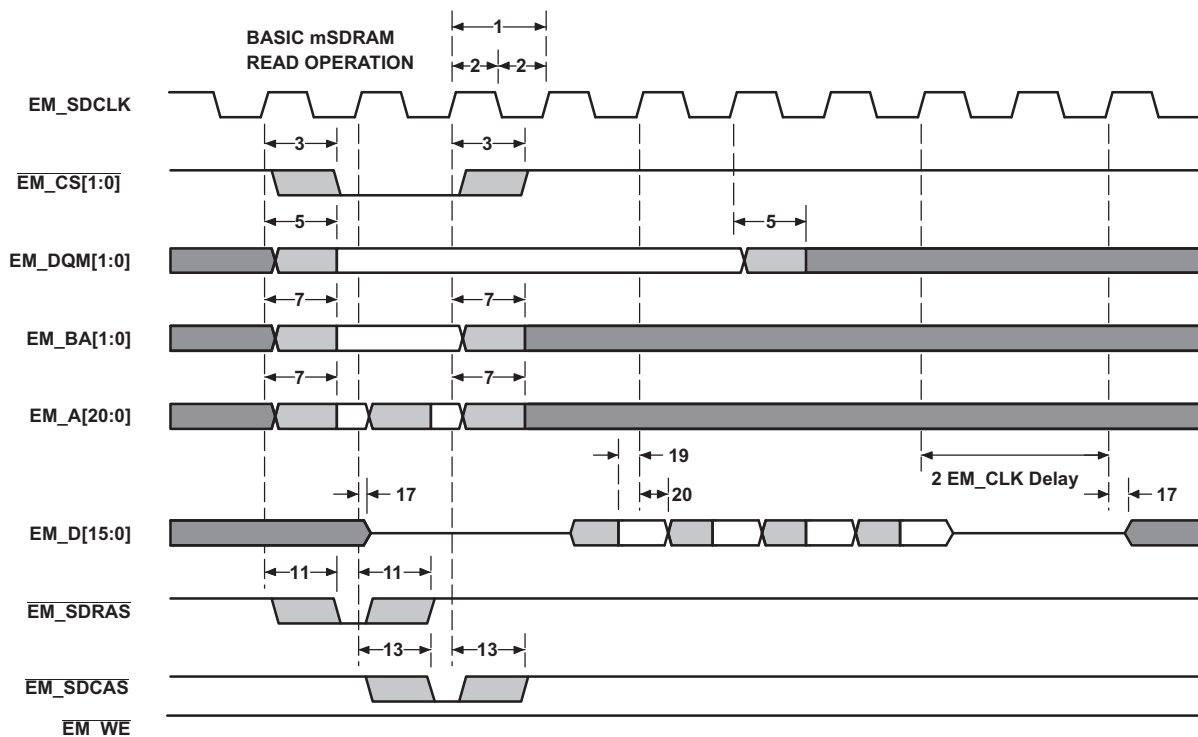 BASIC mSDRAM
READ OPERATION
1
2 2
EM_SDCLK
3 3
EM_CS[1:0]
5 5
EM_DQM[1:0]
7 7
EM_BA[1:0]
7 7
EM_A[20:0]
19
2 EM_CLK Delay
17 20 17
EM_D[15:0]
11 11
EM_SDRAS
13 13
EM_SDCAS
EM_WE